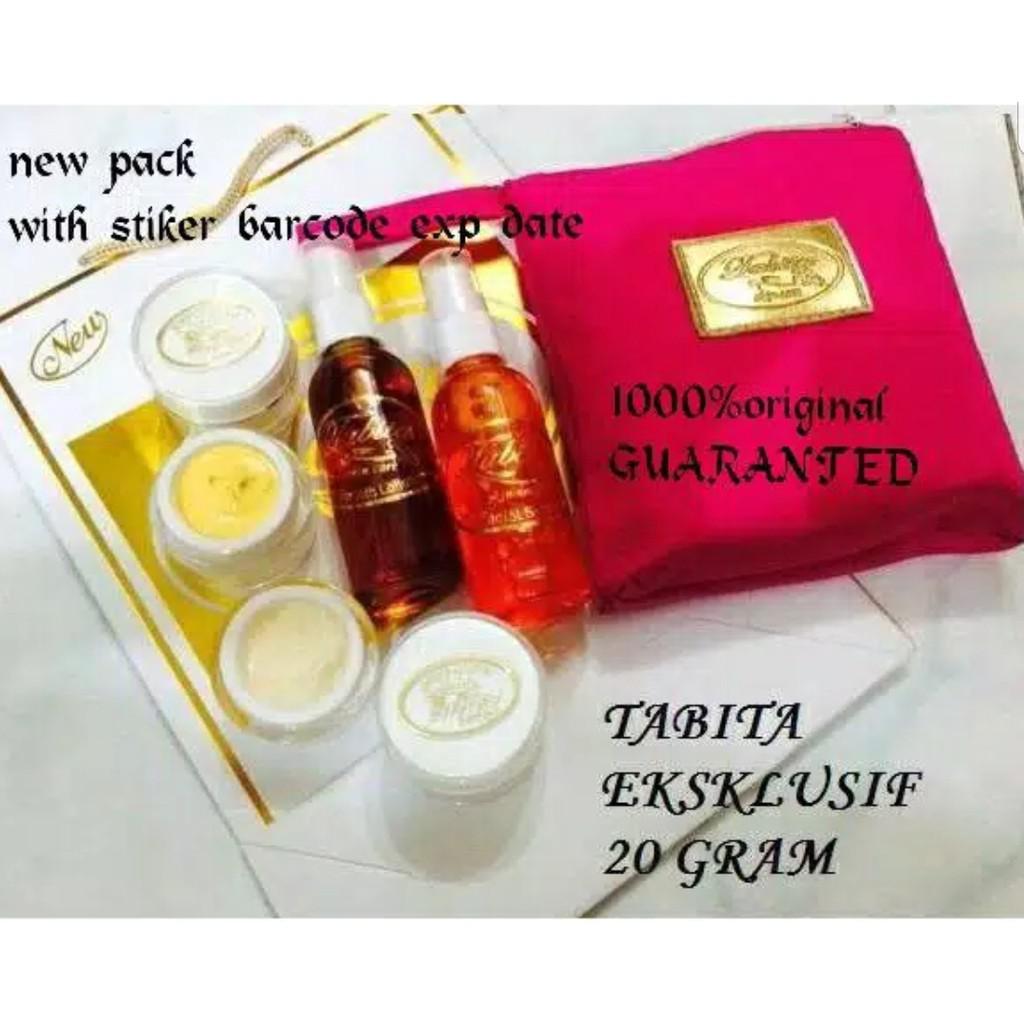 new pack
with stiker barcode exp date
New
1000%original
GUARANTED
TABITA
EKSKLUSIF
20 GRAM